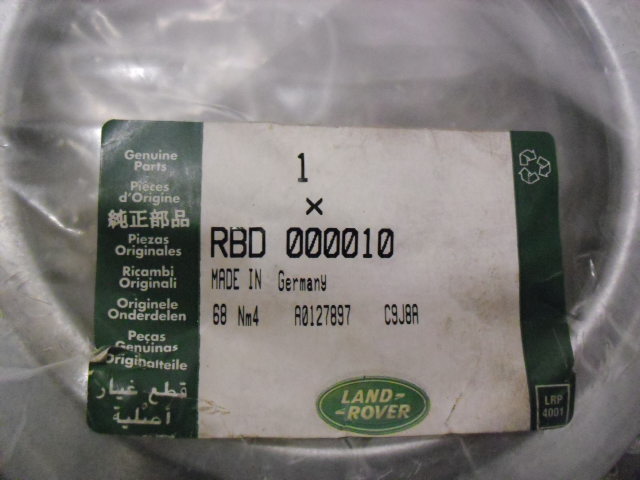 Genuine
Parts
Pièces
d'Origine
純正部品
Piezas
Originales
Ricambi
Originali
Originele
Onderdelen
Peças
Genuinas
Originalteile
قطع غيار
أصلية
1
×
RBD 000010
MADE IN Germany
68 Nm4 A0127897 C9J8A
LAND-
-ROVER
LRP
4001